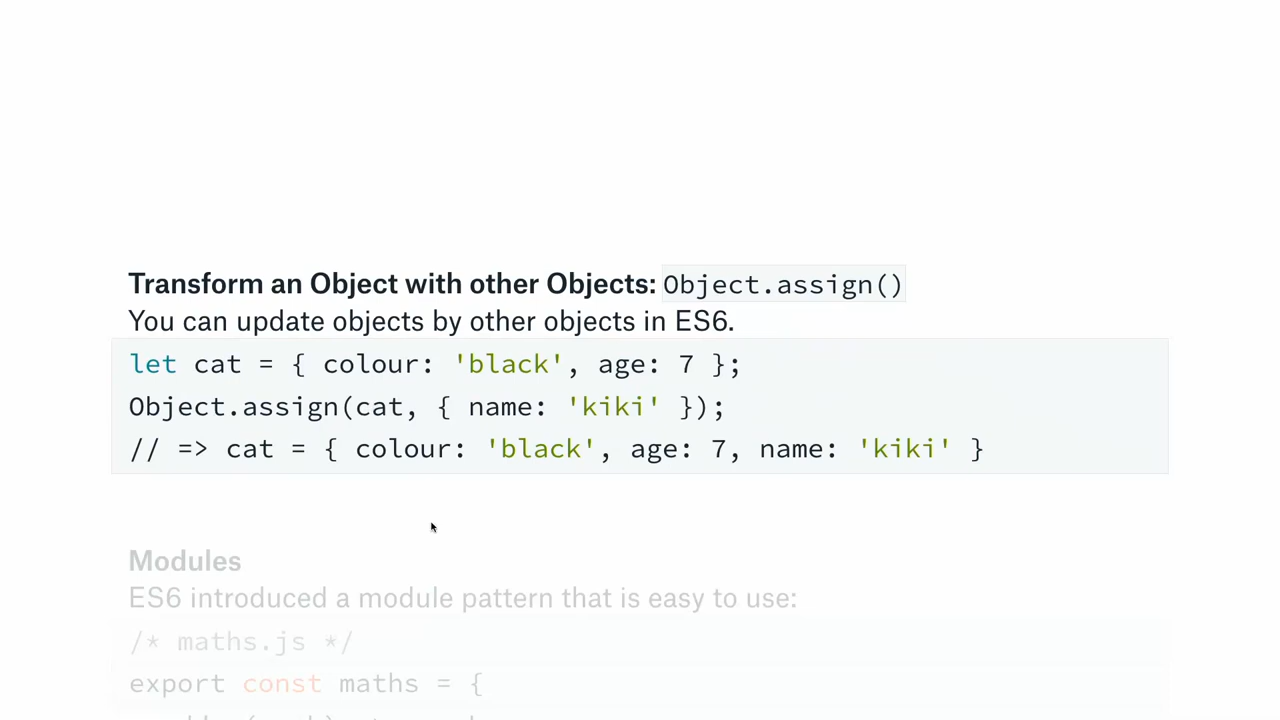 Transform an Object with other Objects: Object.assign()
You can update objects by other objects in ES6.
let cat = { colour: 'black', age: 7 };
Object.assign(cat, { name: 'kiki' });
// => cat = { colour: 'black', age: 7, name: 'kiki' }
Modules
ES6 introduced a module pattern that is easy to use:
/* maths.js */
export const maths = {